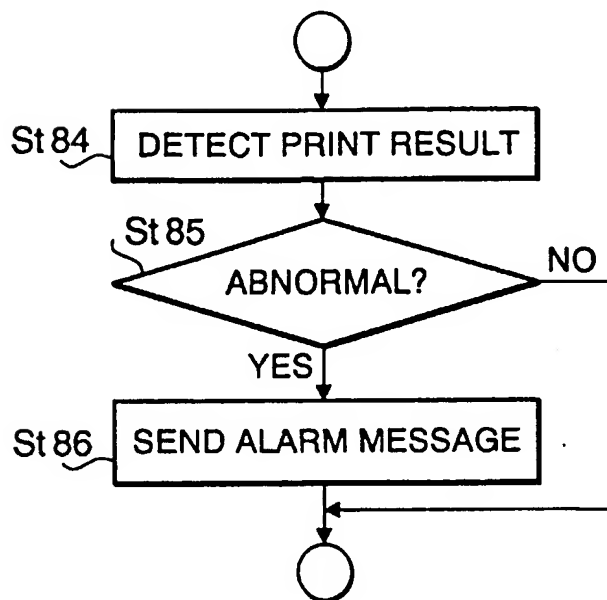 St 84
DETECT PRINT RESULT
St 85
ABNORMAL?
NO
YES
St 86
SEND ALARM MESSAGE